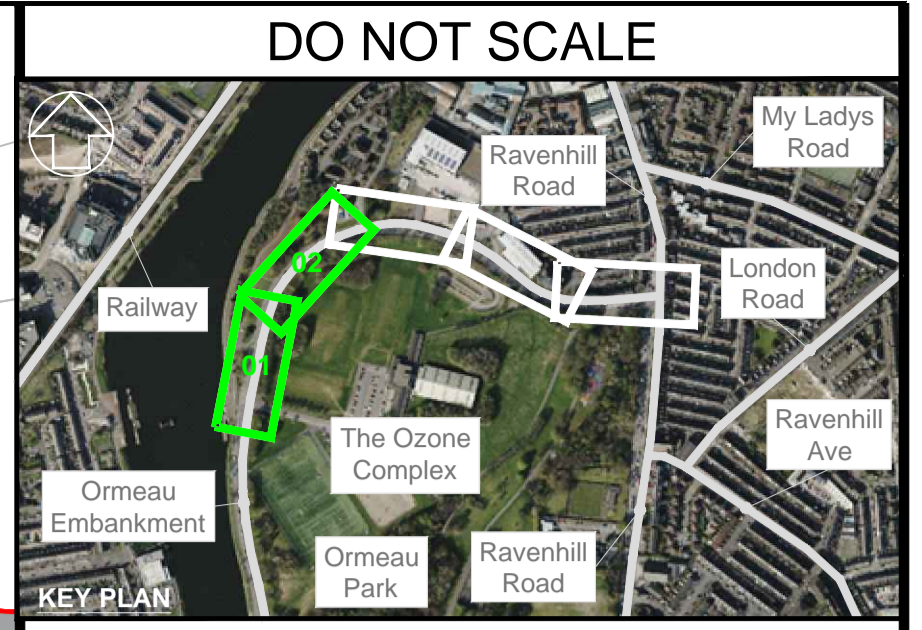 DO NOT SCALE
My Ladys
Road
Ravenhill
Road
02
London
Road
Railway
01
Ravenhill
Ave
The Ozone
Complex
Ormeau
Embankment
Ormeau
Park
Ravenhill
Road
KEY PLAN